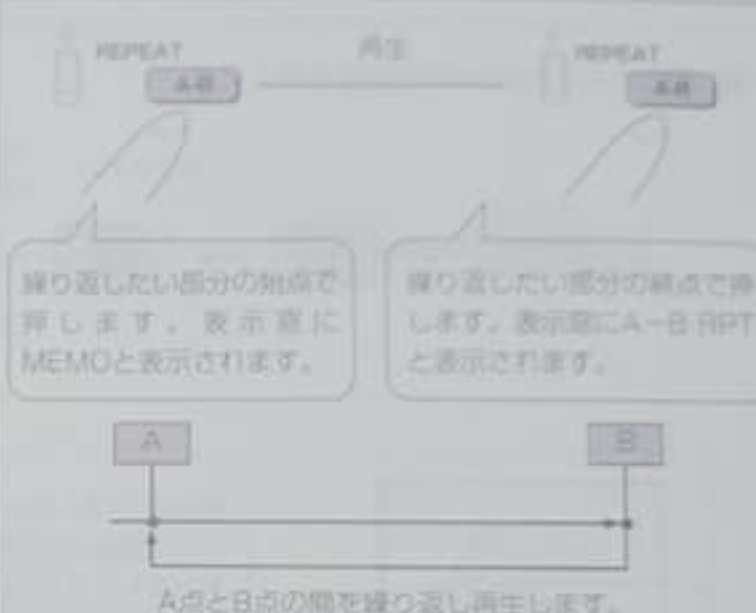 REPEAT 再生 REPEAT
A-B A-B
繰り返したい部分の始点で
押します。表示窓に
MEMOと表示されます。
繰り返したい部分の終点で押
します。表示窓にA-B RPT
と表示されます。
A B
A点とB点の間を繰り返し再生します。